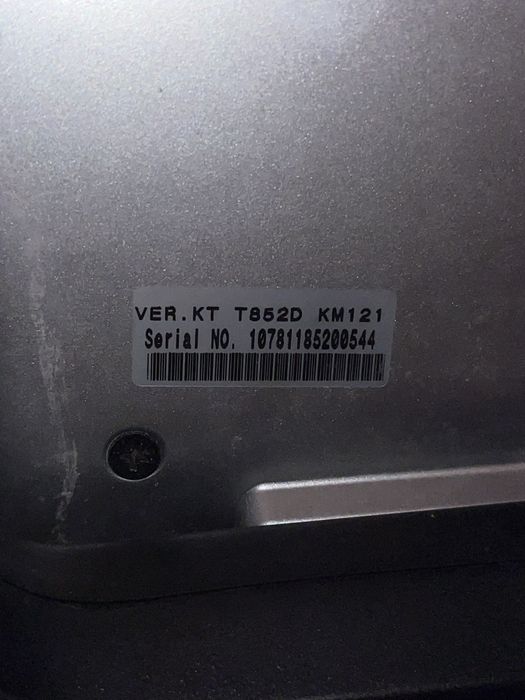 VER.KT T852D KM121
Serial NO. 10781185200544